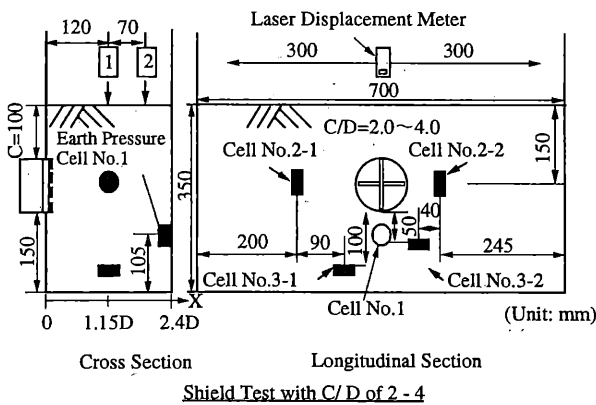 Laser Displacement Meter
120 70
1 2
300 300
700
C=100
Earth Pressure
Cell No.1
C/D=2.0～4.0
Cell No.2-1
Cell No.2-2
150
350
150
105
200
90
100
50
40
245
Cell No.3-1
Cell No.3-2
Cell No.1
X
0 1.15D 2.4D
(Unit: mm)
Cross Section
Longitudinal Section
Shield Test with C/ D of 2 - 4